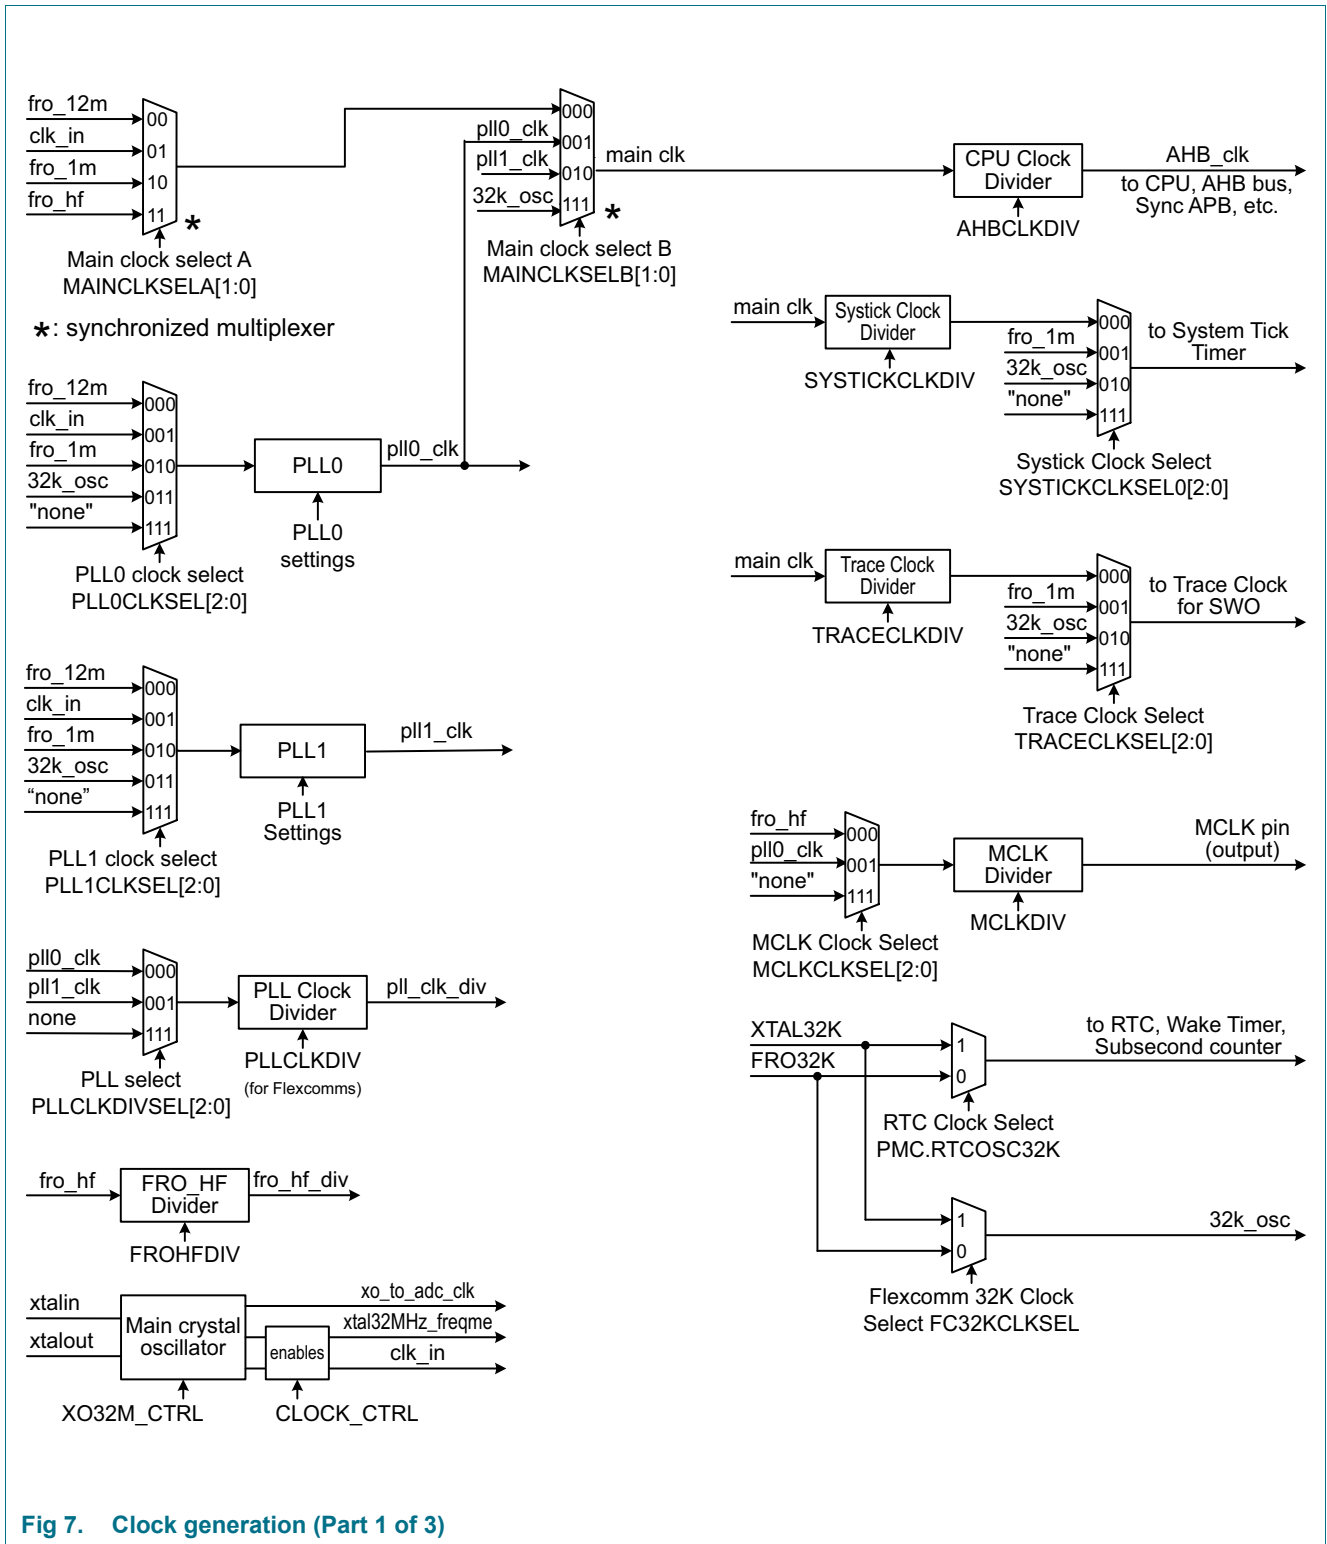 fro_12m
clk_in
fro_1m
fro_hf
00
01
10
11
*
Main clock select A
MAINCLKSELA[1:0]
*: synchronized multiplexer
pll0_clk
pll1_clk
32k_osc
000
001
010
111
*
main clk
Main clock select B
MAINCLKSELB[1:0]
CPU Clock
Divider
AHBCLKDIV
AHB_clk
to CPU, AHB bus,
Sync APB, etc.
main clk
Systick Clock
Divider
SYSTICKCLKDIV
fro_1m
32k_osc
"none"
000
001
010
111
to System Tick
Timer
Systick Clock Select
SYSTICKCLKSEL0[2:0]
fro_12m
clk_in
fro_1m
32k_osc
"none"
000
001
010
011
111
PLL0
pll0_clk
PLL0
settings
PLL0 clock select
PLL0CLKSEL[2:0]
main clk
Trace Clock
Divider
TRACECLKDIV
fro_1m
32k_osc
"none"
000
001
010
111
to Trace Clock
for SWO
Trace Clock Select
TRACECLKSEL[2:0]
fro_12m
clk_in
fro_1m
32k_osc
“none”
000
001
010
011
111
PLL1
pll1_clk
PLL1
Settings
PLL1 clock select
PLL1CLKSEL[2:0]
fro_hf
pll0_clk
"none"
000
001
111
MCLK
Divider
MCLKDIV
MCLK pin
(output)
MCLK Clock Select
MCLKCLKSEL[2:0]
pll0_clk
pll1_clk
none
000
001
111
PLL Clock
Divider
pll_clk_div
PLLCLKDIV
(for Flexcomms)
PLL select
PLLCLKDIVSEL[2:0]
XTAL32K
FRO32K
1
0
to RTC, Wake Timer,
Subsecond counter
RTC Clock Select
PMC.RTCOSC32K
fro_hf
FRO_HF
Divider
fro_hf_div
FROHFDIV
1
0
32k_osc
Flexcomm 32K Clock
Select FC32KCLKSEL
xtalin
xtalout
Main crystal
oscillator
enables
xo_to_adc_clk
xtal32MHz_freqme
clk_in
XO32M_CTRL
CLOCK_CTRL
Fig 7. Clock generation (Part 1 of 3)